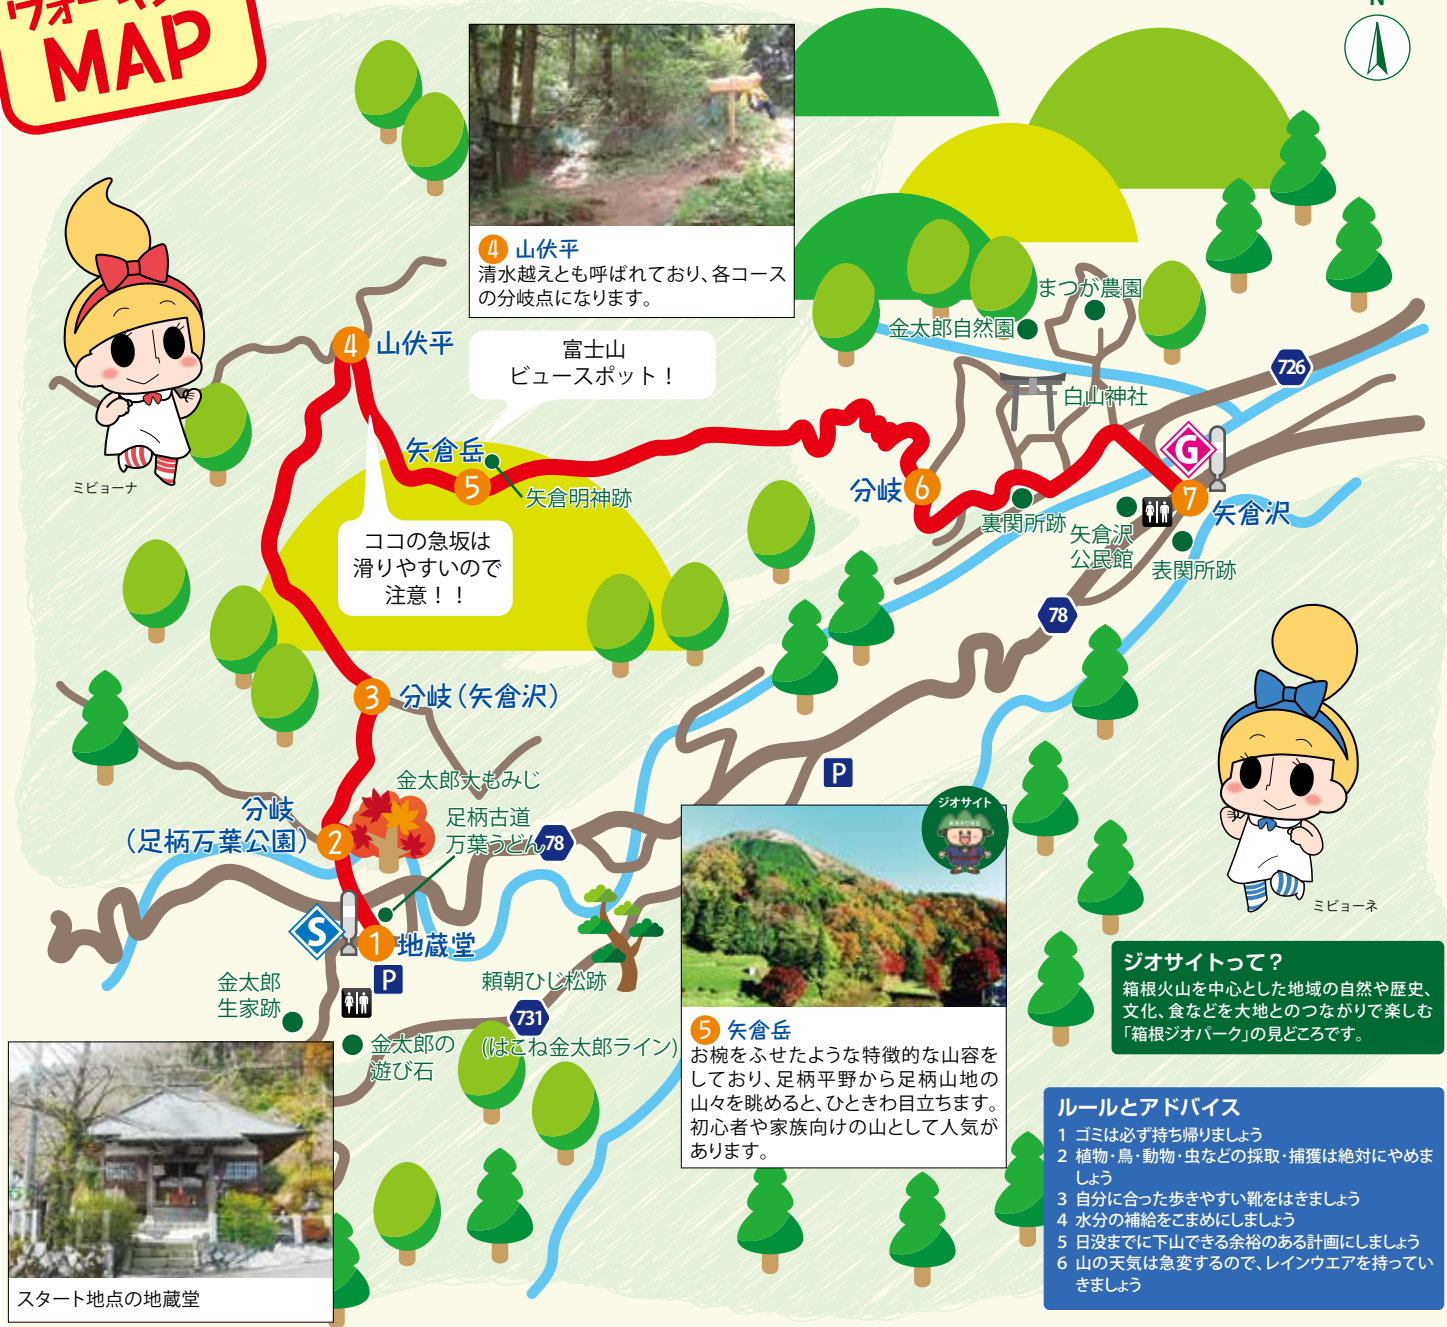 MAP
N
4 山伏平
清水越えとも呼ばれており、各コース
の分岐点になります。
ミビョーナ
4 山伏平
富士山
ビュースポット！
まつが農園
金太郎自然園
726
白山神社
矢倉岳
5
矢倉明神跡
ココの急坂は
滑りやすいので
注意！！
分岐 6
G
7 矢倉沢
裏関所跡
矢倉沢
公民館
表関所跡
78
3 分岐（矢倉沢）
金太郎大もみじ
足柄古道
万葉うどん
78
分岐
（足柄万葉公園） 2
P
S
1 地蔵堂
P
金太郎
生家跡
頼朝ひじ松跡
731
(はこね金太郎ライン)
金太郎の
遊び石
スタート地点の地蔵堂
ジオサイト
5 矢倉岳
お椀をふせたような特徴的な山容を
しており、足柄平野から足柄山地の
山々を眺めると、ひときわ目立ちます。
初心者や家族向けの山として人気が
あります。
ミビョーネ
ジオサイトって？
箱根火山を中心とした地域の自然や歴史、
文化、食などを大地とのつながりで楽しむ
「箱根ジオパーク」の見どころです。
ルールとアドバイス
1 ゴミは必ず持ち帰りましょう
2 植物・鳥・動物・虫などの採取・捕獲は絶対にやめま
しょう
3 自分に合った歩きやすい靴をはきましょう
4 水分の補給をこまめにしましょう
5 日没までに下山できる余裕のある計画にしましょう
6 山の天気は急変するので、レインウエアを持ってい
きましょう